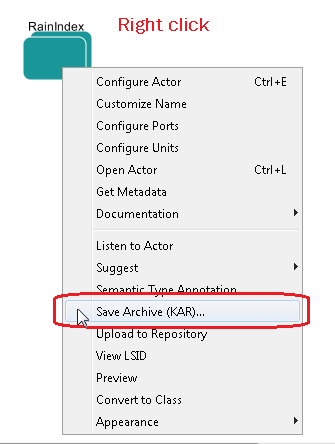 RainIndex
Right click
Configure Actor Ctrl+E
Customize Name
Configure Ports
Configure Units
Open Actor Ctrl+L
Get Metadata
Documentation
Listen to Actor
Suggest
Semantic Type Annotation
Save Archive (KAR)...
Upload to Repository
View LSID
Preview
Convert to Class
Appearance